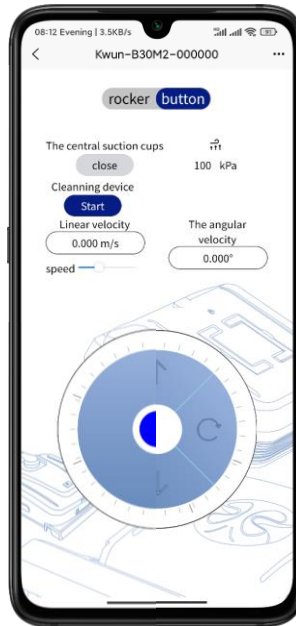 08:12 Evening | 3.5KB/s
Kwun-B30M2-000000
rocker button
The central suction cups
close
100 kPa
Cleanning device
Start
Linear velocity
0.000 m/s
The angular
velocity
0.000°
speed